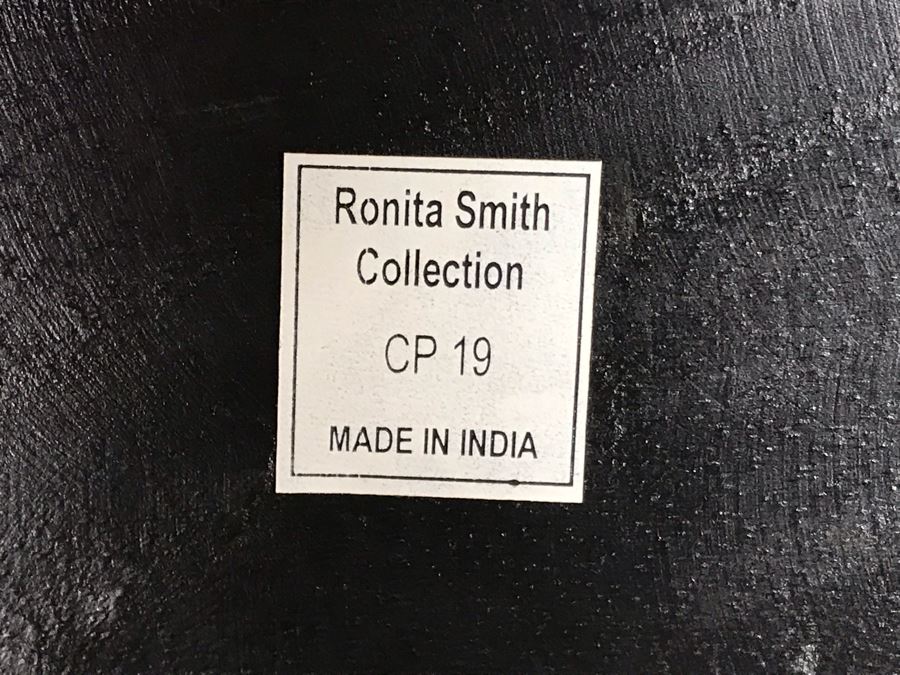 Ronita Smith
Collection
CP 19
MADE IN INDIA